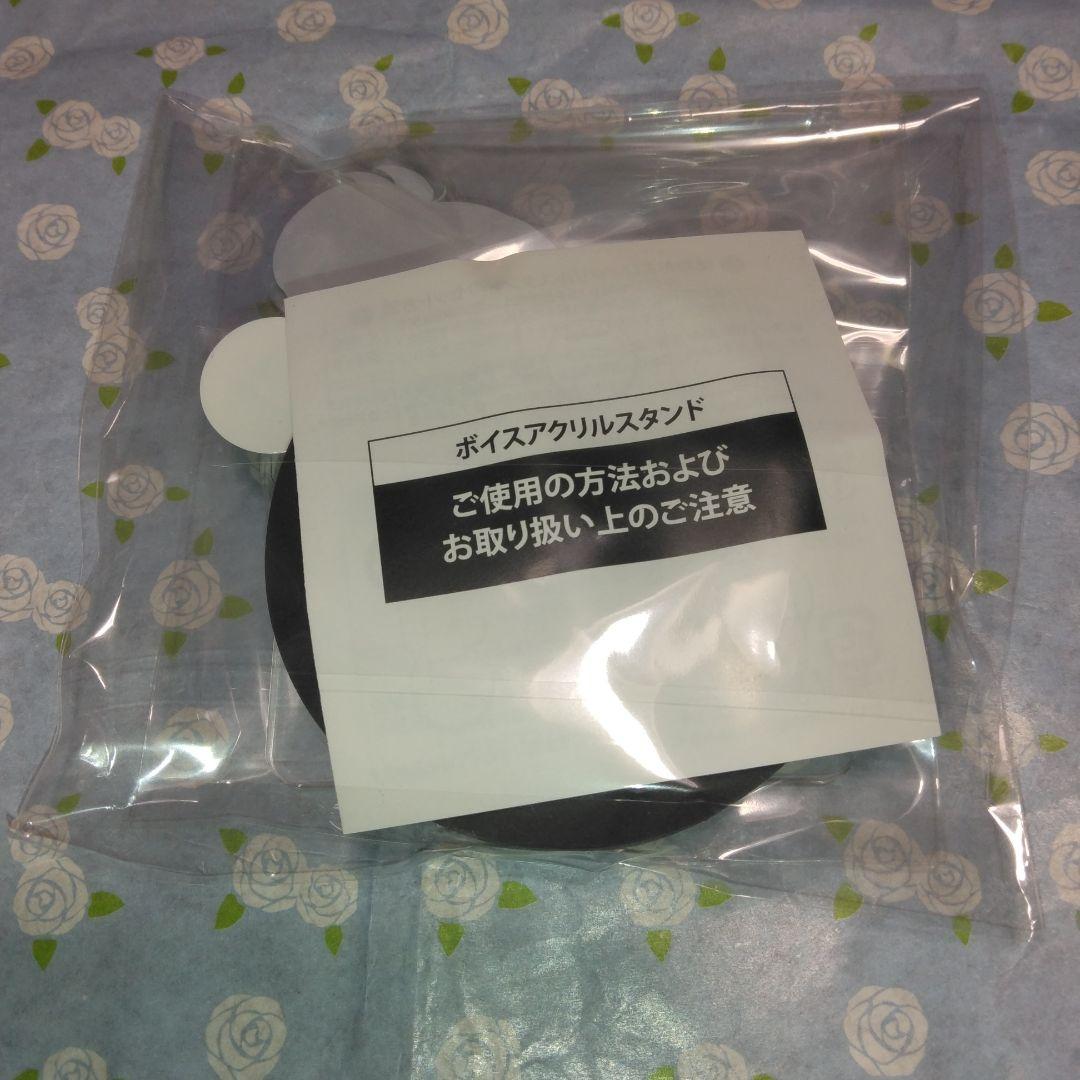 ボイスアクリルスタンド
ご使用の方法および
お取り扱い上のご注意